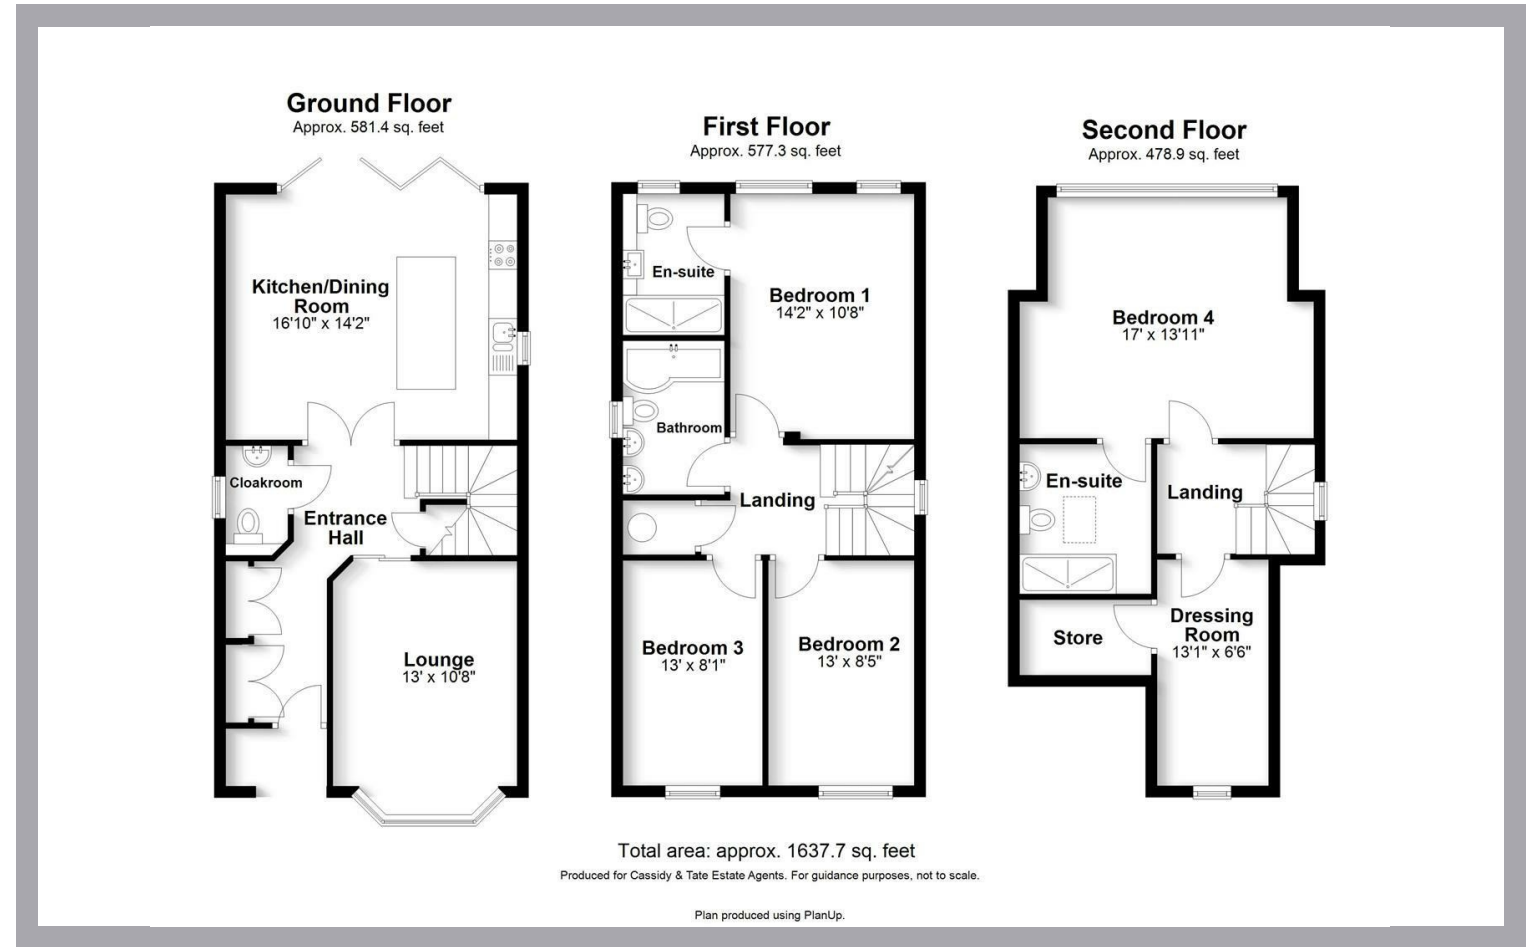 Ground Floor
Approx. 581.4 sq. feet
Kitchen/Dining
Room
16'10" x 14'2"
Cloakroom
Entrance
Hall
Lounge
13' x 10'8"
First Floor
Approx. 577.3 sq. feet
En-suite
Bedroom 1
14'2" x 10'8"
Bathroom
Landing
Bedroom 3
13' x 8'1"
Bedroom 2
13' x 8'5"
Second Floor
Approx. 478.9 sq. feet
Bedroom 4
17' x 13'11"
En-suite
Landing
Dressing
Room
13'1" x 6'6"
Store
Total area: approx. 1637.7 sq. feet
Produced for Cassidy & Tate Estate Agents. For guidance purposes, not to scale.
Plan produced using PlanUp.